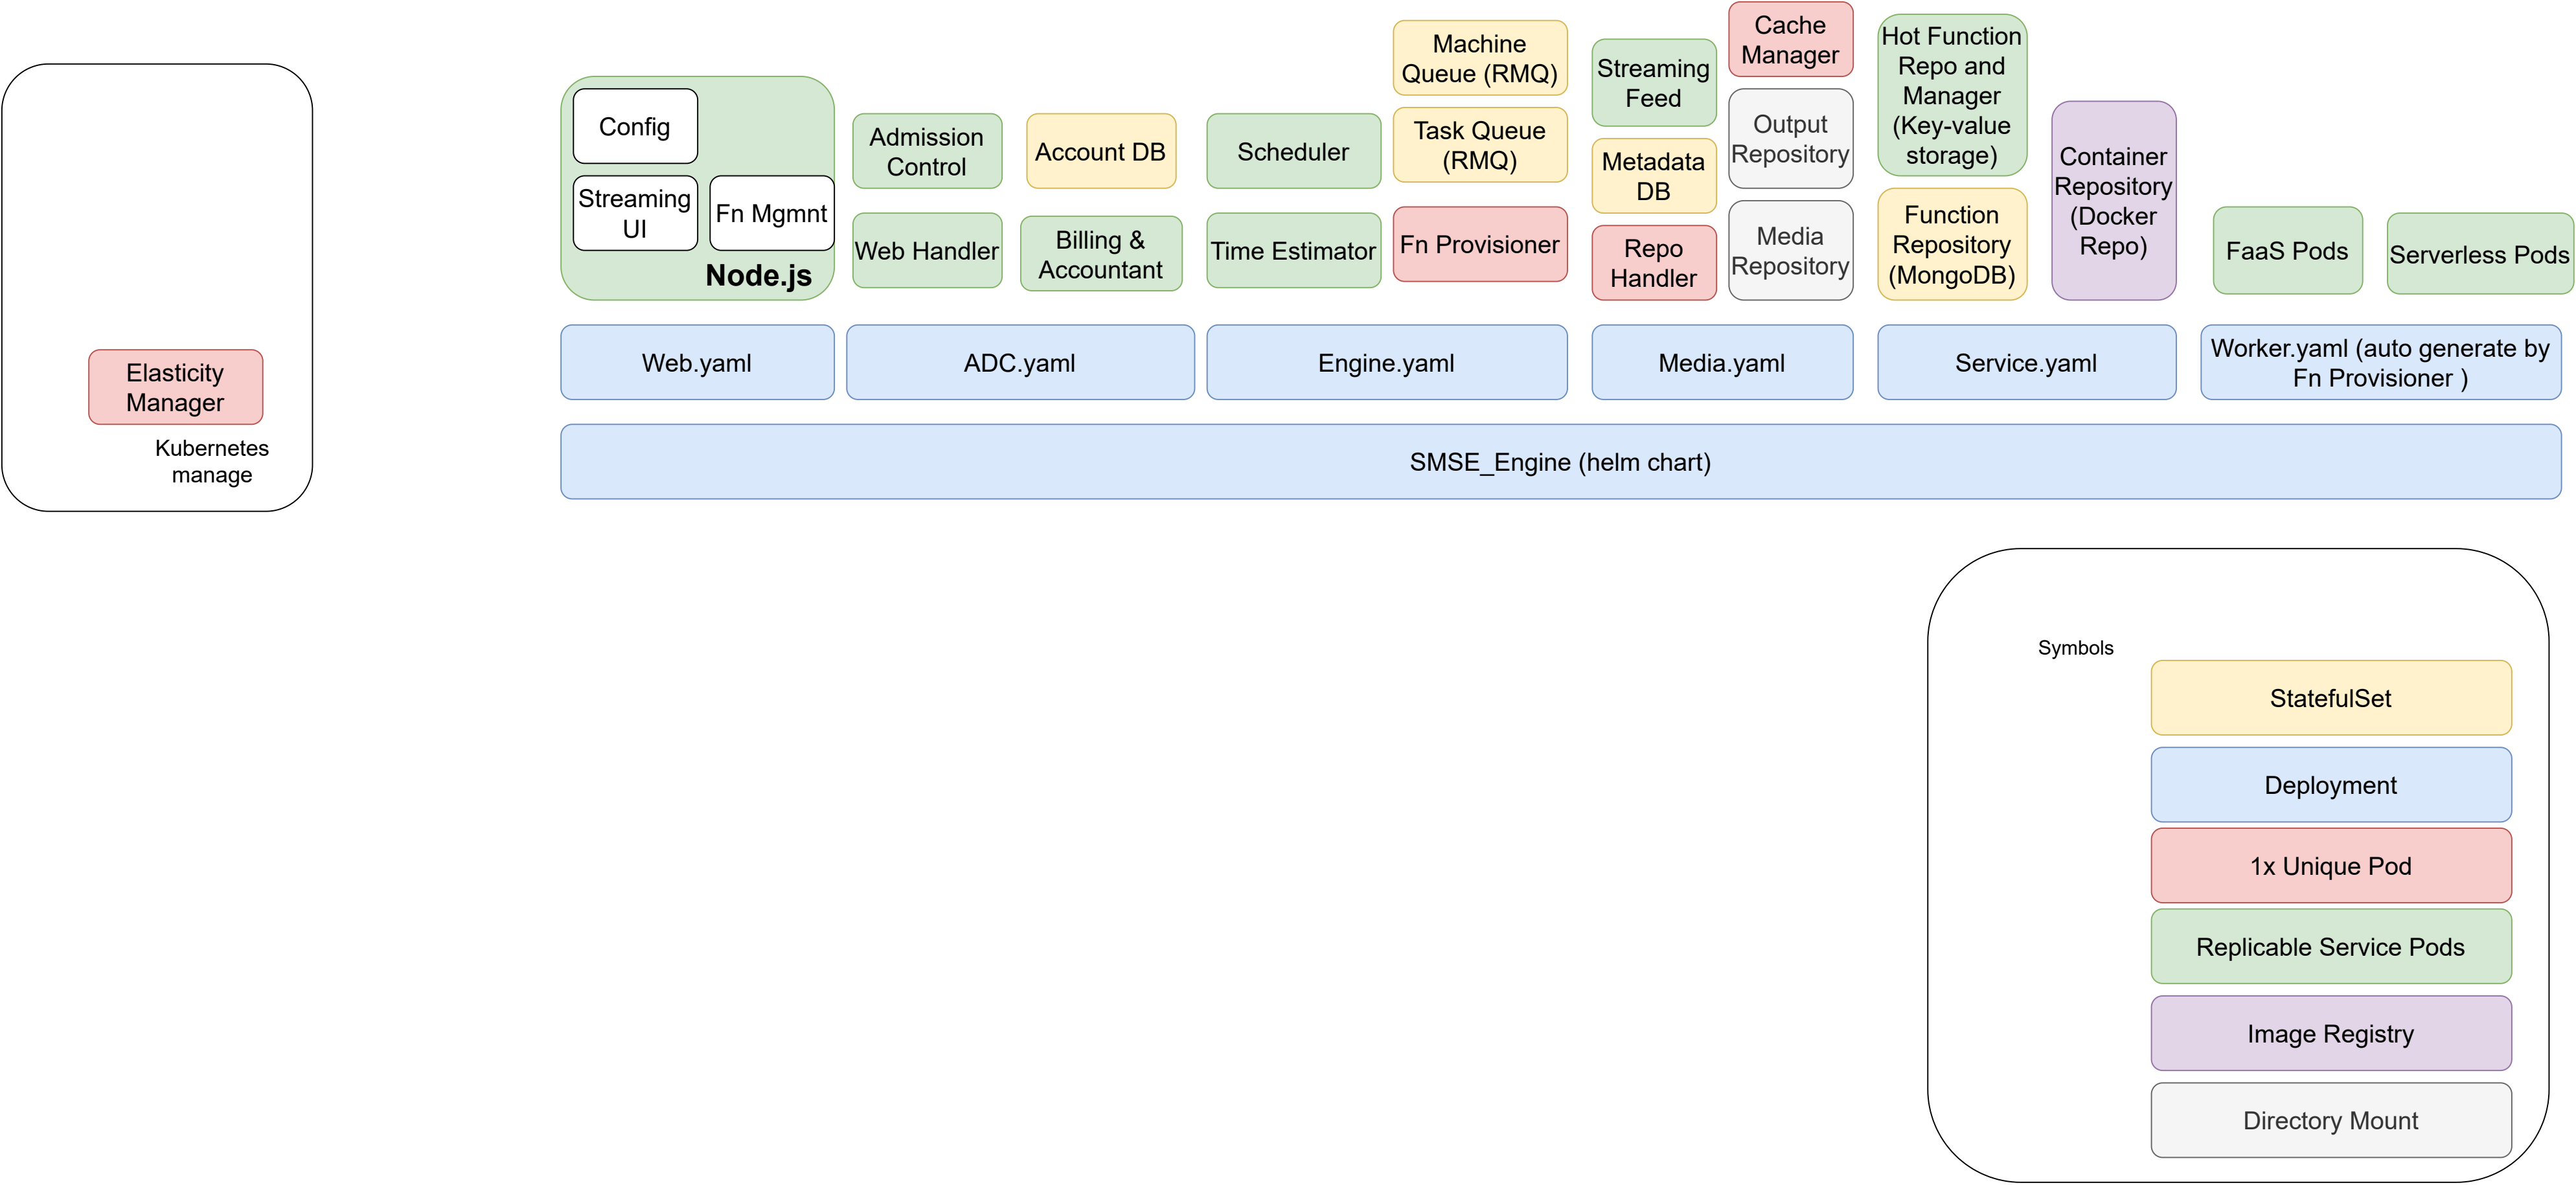 Elasticity
Manager
Kubernetes
manage
Config
Streaming
UI
Fn Mgmnt
Node.js
Admission
Control
Account DB
Web Handler
Billing &
Accountant
Scheduler
Time Estimator
Machine
Queue (RMQ)
Task Queue
(RMQ)
Fn Provisioner
Streaming
Feed
Metadata
DB
Repo
Handler
Cache
Manager
Output
Repository
Media
Repository
Hot Function
Repo and
Manager
(Key-value
storage)
Function
Repository
(MongoDB)
Container
Repository
(Docker
Repo)
FaaS Pods
Serverless Pods
Web.yaml
ADC.yaml
Engine.yaml
Media.yaml
Service.yaml
Worker.yaml (auto generate by
Fn Provisioner )
SMSE_Engine (helm chart)
Symbols
StatefulSet
Deployment
1x Unique Pod
Replicable Service Pods
Image Registry
Directory Mount